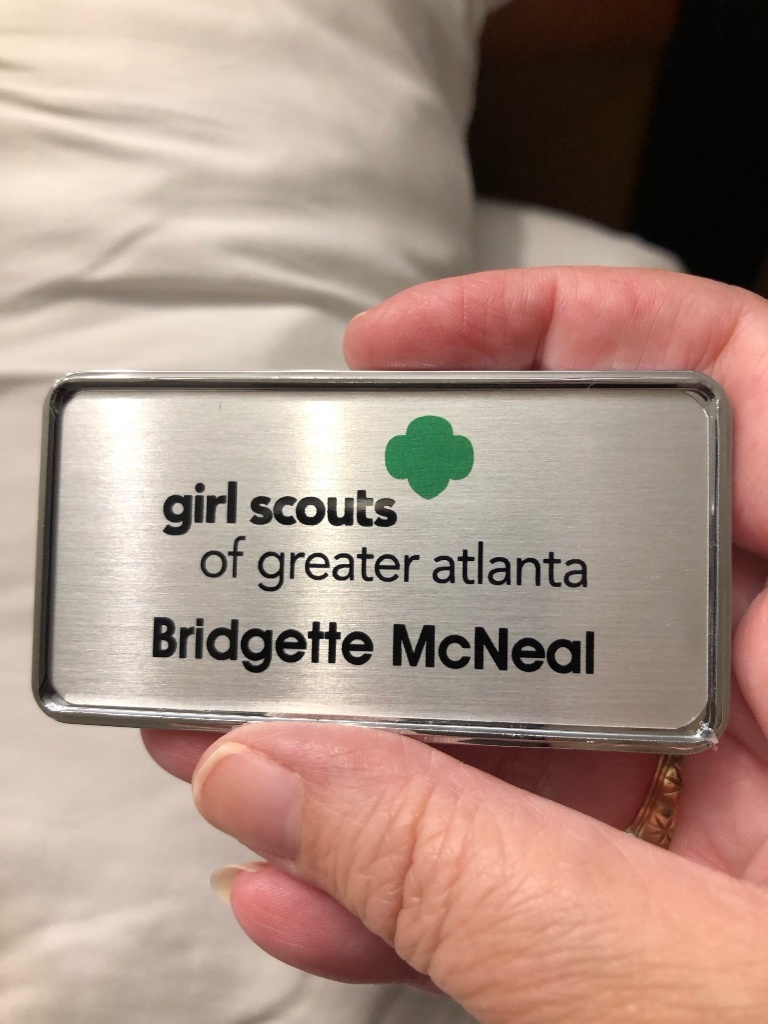 girl scouts
of greater atlanta
Bridgette McNeal